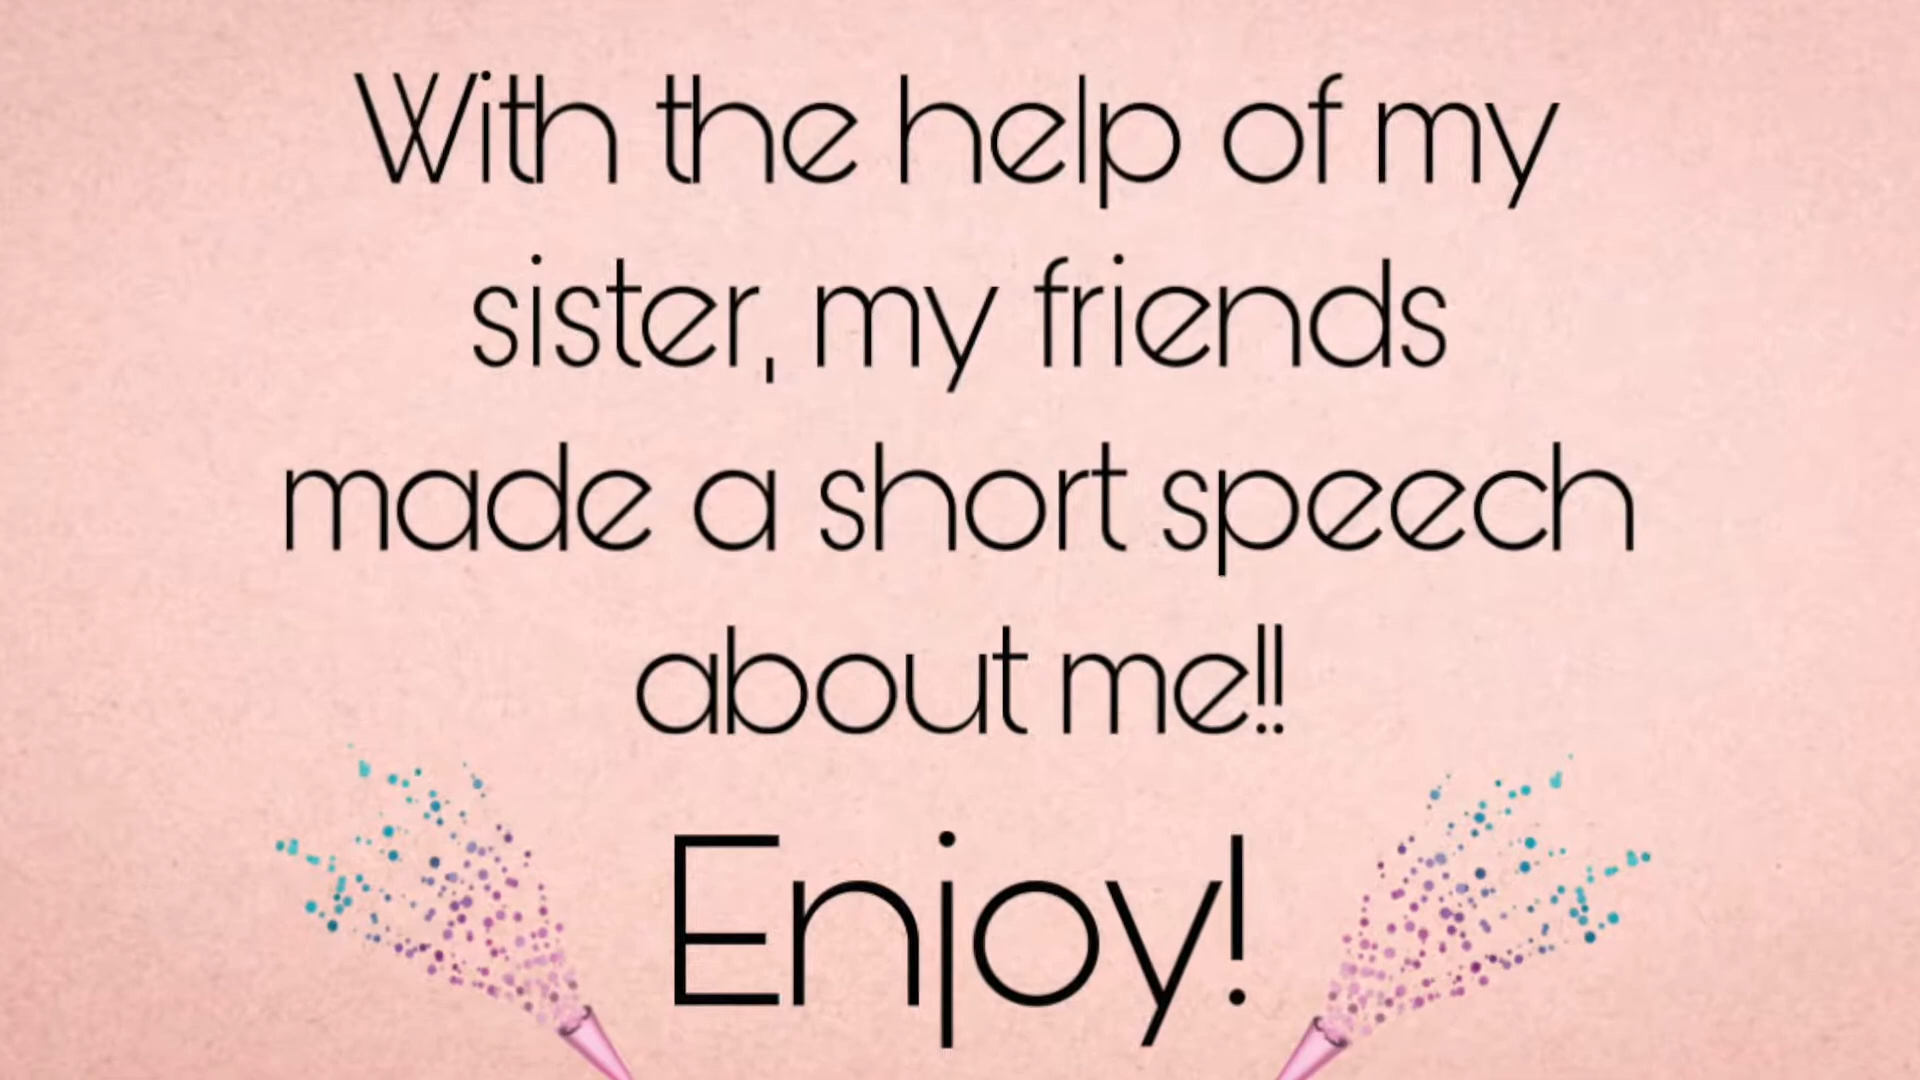 With the help of my
sister, my friends
made a short speech
about me!!
Enjoy!